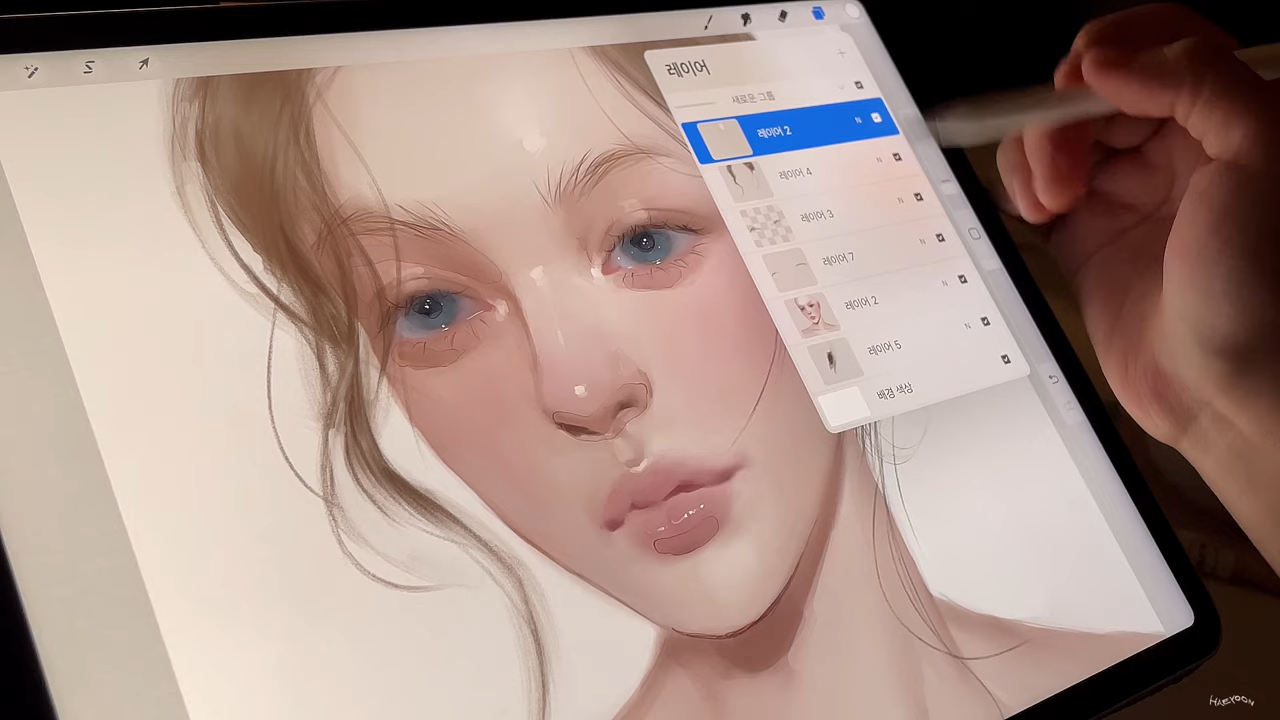 레이어
새로운 그룹
레이어 2
N
레이어 4
N
레이어 3
N
레이어 7
N
레이어 2
N
레이어 5
N
배경 색상
HAEYOON